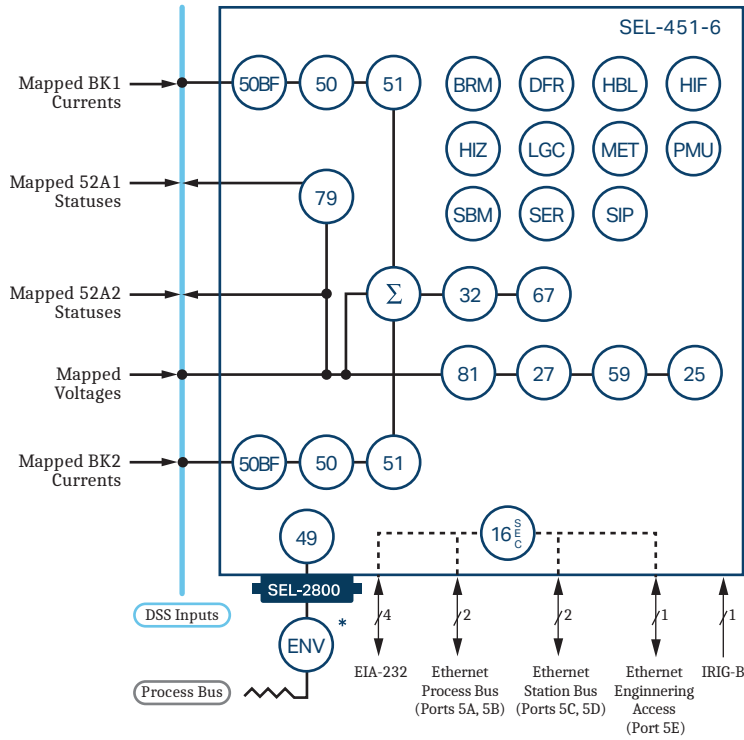 SEL-451-6
Mapped BK1
Currents
50BF
50
51
BRM
DFR
HBL
HIF
HIZ
LGC
MET
PMU
SBM
SER
SIP
Mapped 52A1
Statuses
79
Mapped 52A2
Statuses
Σ
32
67
Mapped
Voltages
81
27
59
25
Mapped BK2
Currents
50BF
50
51
49
16 SEC
SEL-2800
DSS Inputs
ENV
*
4
2
2
1
1
EIA-232
Ethernet
Process Bus
(Ports 5A, 5B)
Ethernet
Station Bus
(Ports 5C, 5D)
Ethernet
Enginnering
Access
(Port 5E)
IRIG-B
Process Bus